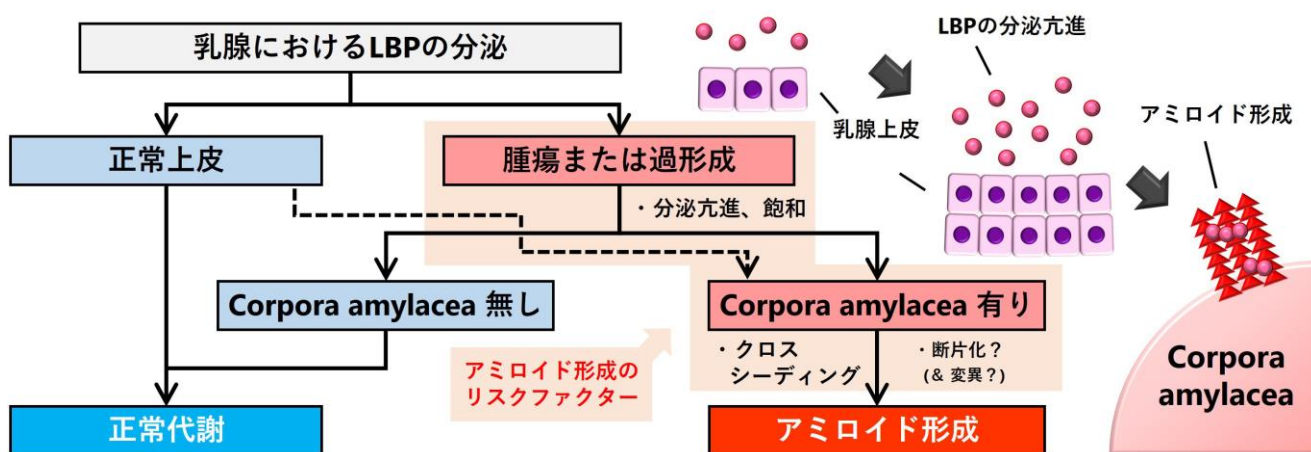 乳腺におけるLBPの分泌
正常上皮
腫瘍または過形成
・分泌亢進、飽和
Corpora amylacea 無し
Corpora amylacea 有り
・クロス
シーディング
・断片化？
(& 変異？)
アミロイド形成の
リスクファクター
正常代謝
アミロイド形成
LBPの分泌亢進
乳腺上皮
アミロイド形成
Corpora
amylacea